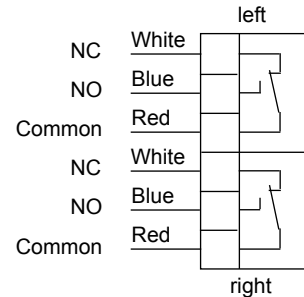 left
NC White
NO Blue
Common Red
NC White
NO Blue
Common Red
right